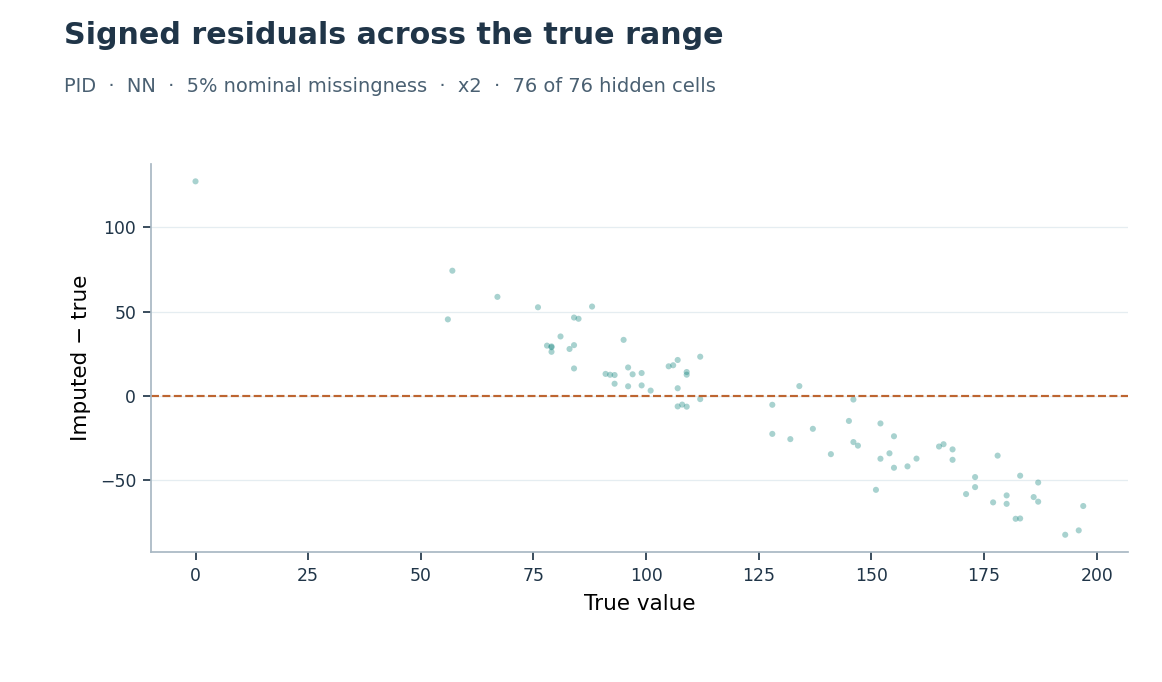 Signed residuals across the true range
PID · NN · 5% nominal missingness · x2 · 76 of 76 hidden cells
Imputed − true
100
50
0
−50
0 25 50 75 100 125 150 175 200
True value